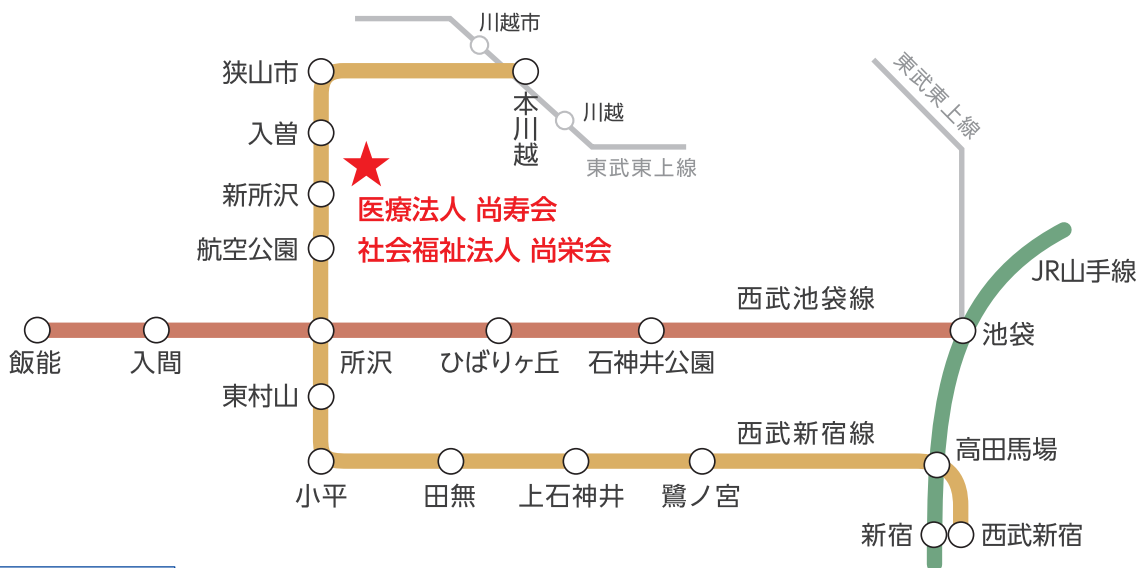 川越市
狭山市
本川越
川越
東武東上線
東武東上線
入曽
新所沢
医療法人 尚寿会
航空公園
社会福祉法人 尚栄会
JR山手線
西武池袋線
池袋
飯能
入間
所沢
ひばりヶ丘
石神井公園
東村山
西武新宿線
高田馬場
小平
田無
上石神井
鷺ノ宮
新宿
西武新宿